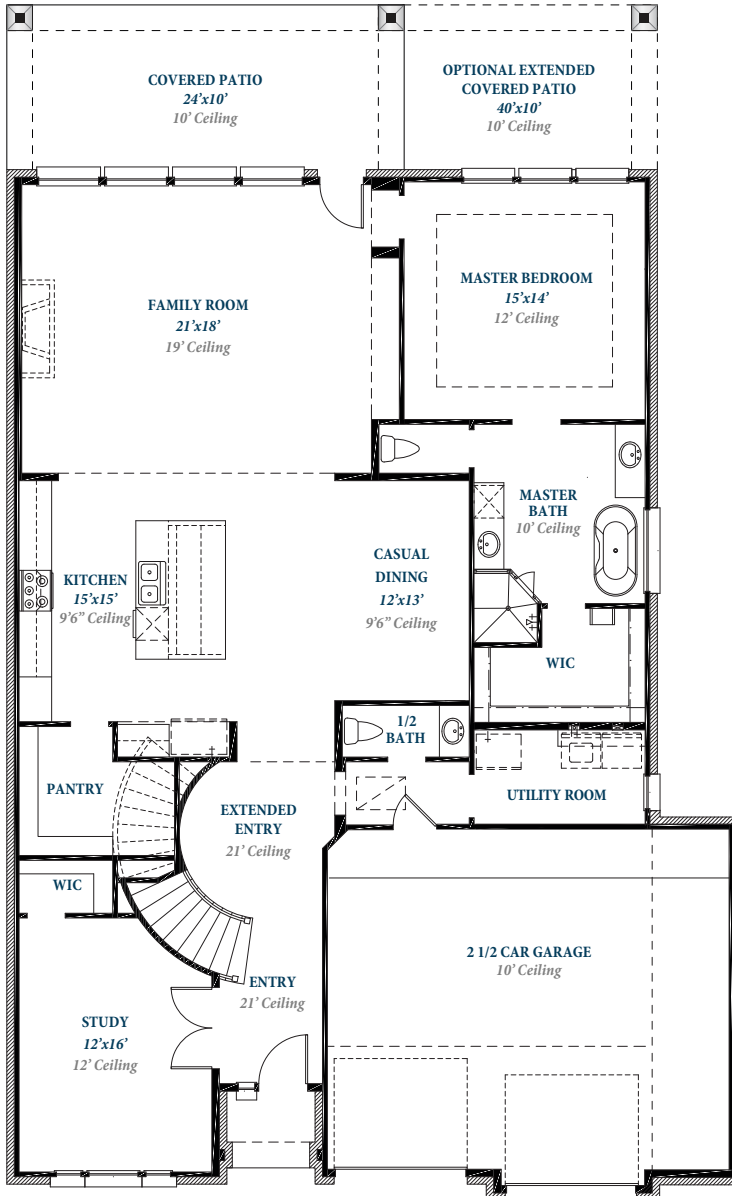 COVERED PATIO
24’x10’
10’ Ceiling
OPTIONAL EXTENDED
COVERED PATIO
40’x10’
10’ Ceiling
FAMILY ROOM
21’x18’
19’ Ceiling
MASTER BEDROOM
15’x14’
12’ Ceiling
MASTER
BATH
10’ Ceiling
KITCHEN
15’x15’
9’6” Ceiling
CASUAL
DINING
12’x13’
9’6” Ceiling
WIC
1/2
BATH
PANTRY
EXTENDED
ENTRY
21’ Ceiling
UTILITY ROOM
WIC
ENTRY
21’ Ceiling
2 1/2 CAR GARAGE
10’ Ceiling
STUDY
12’x16’
12’ Ceiling